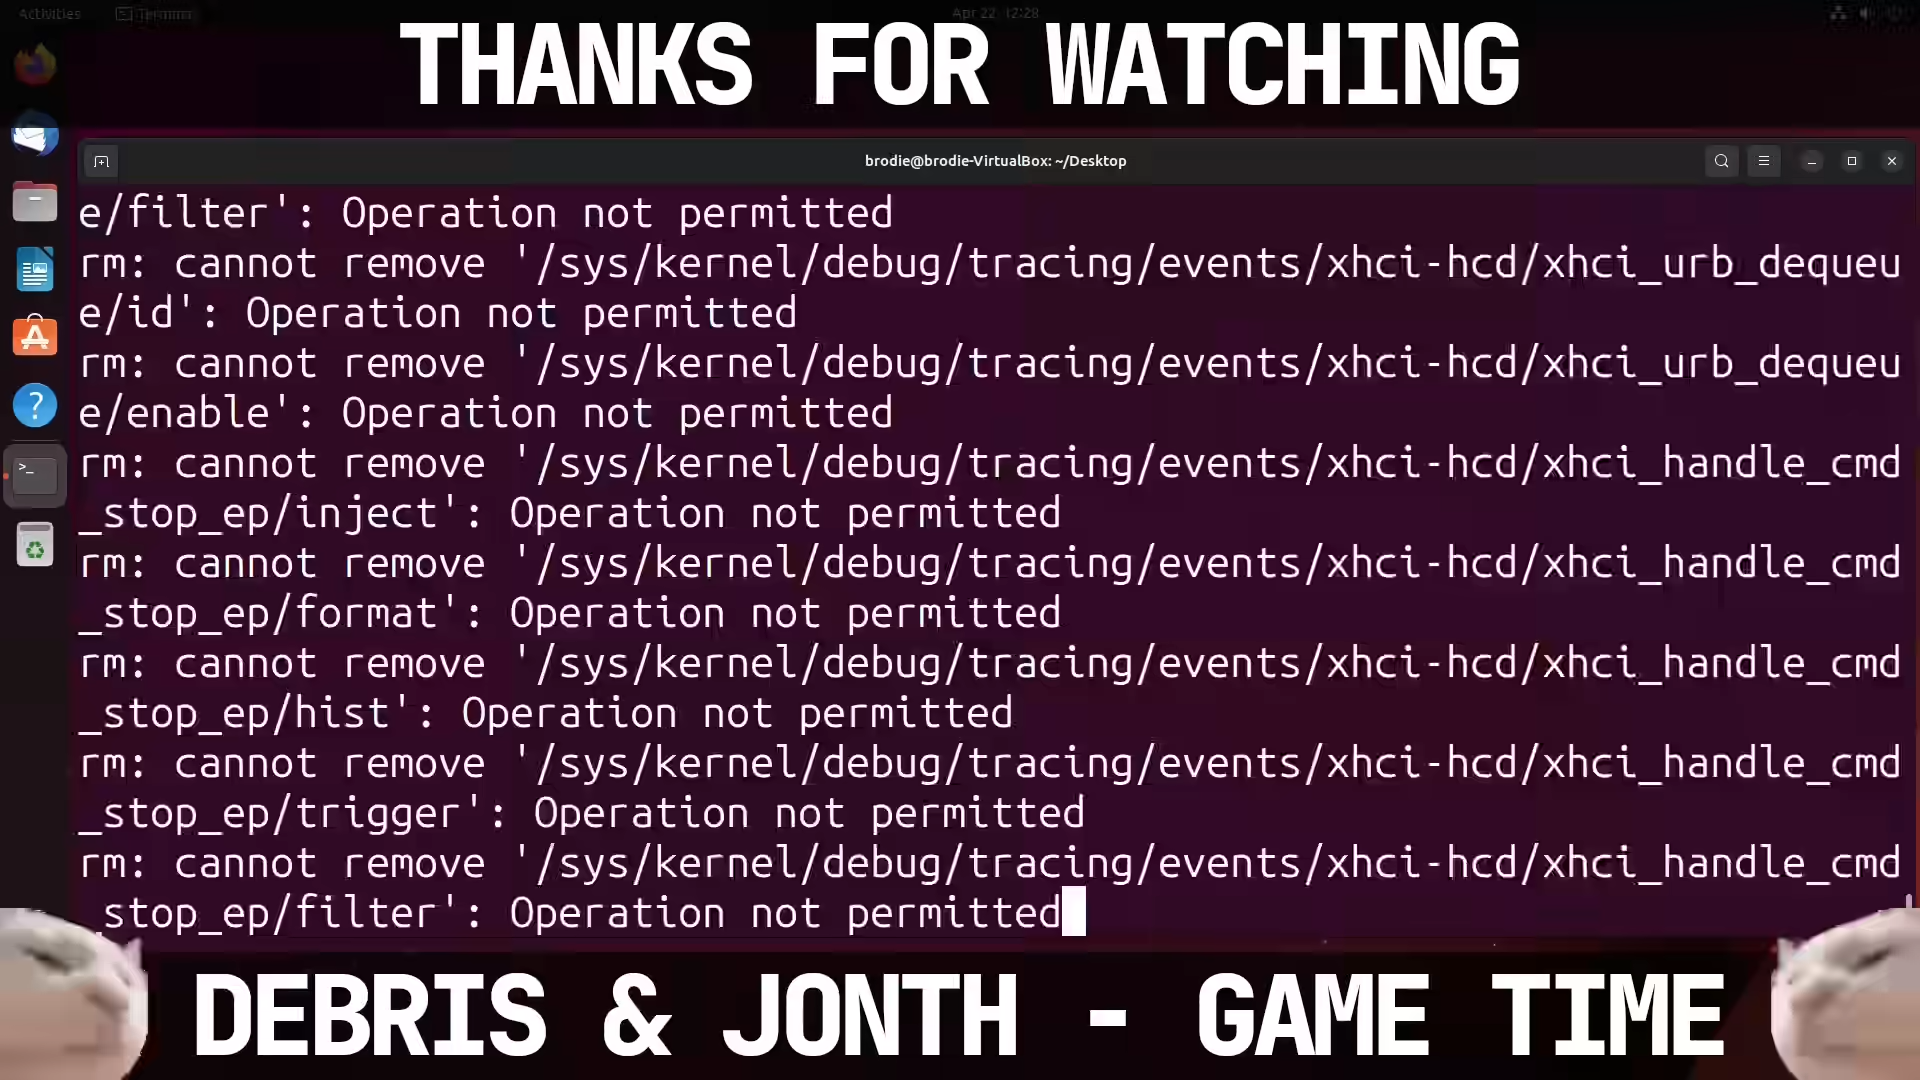 Activities
Terminal
Apr 22 12:28
THANKS FOR WATCHING
brodie@brodie-VirtualBox: ~/Desktop
e/filter': Operation not permitted
rm: cannot remove '/sys/kernel/debug/tracing/events/xhci-hcd/xhci_urb_dequeu
e/id': Operation not permitted
rm: cannot remove '/sys/kernel/debug/tracing/events/xhci-hcd/xhci_urb_dequeu
e/enable': Operation not permitted
rm: cannot remove '/sys/kernel/debug/tracing/events/xhci-hcd/xhci_handle_cmd
_stop_ep/inject': Operation not permitted
rm: cannot remove '/sys/kernel/debug/tracing/events/xhci-hcd/xhci_handle_cmd
_stop_ep/format': Operation not permitted
rm: cannot remove '/sys/kernel/debug/tracing/events/xhci-hcd/xhci_handle_cmd
_stop_ep/hist': Operation not permitted
rm: cannot remove '/sys/kernel/debug/tracing/events/xhci-hcd/xhci_handle_cmd
_stop_ep/trigger': Operation not permitted
rm: cannot remove '/sys/kernel/debug/tracing/events/xhci-hcd/xhci_handle_cmd
_stop_ep/filter': Operation not permitted
DEBRIS & JONTH - GAME TIME